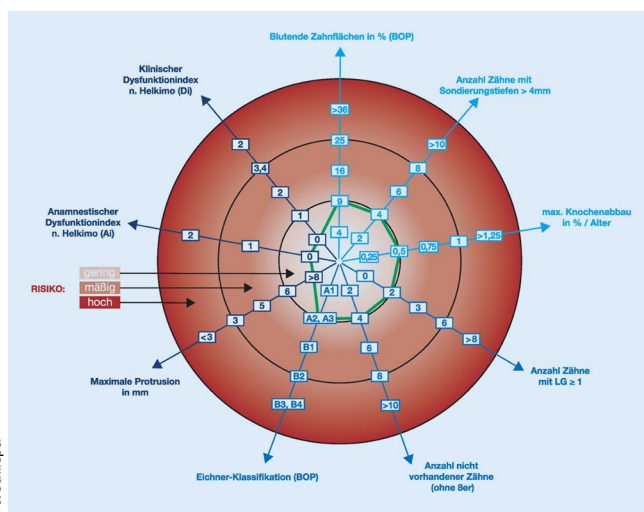 Blutende Zahnflächen in % (BOP)
>36
25
16
9
4
Anzahl Zähne mit
Sondierungstiefen > 4mm
>10
8
6
4
2
max. Knochenabbau
in % / Alter
>1,25
1
0,75
0,5
0,25
Anzahl Zähne
mit LG ≥ 1
>8
6
3
2
0
Anzahl nicht
vorhandener Zähne
(ohne 8er)
>10
8
6
4
2
Eichner-Klassifikation (BOP)
B3, B4
B2
B1
A2, A3
A1
Maximale Protrusion
in mm
<3
3
5
6
>8
Anamnestischer
Dysfunktionindex
n. Helkimo (Ai)
2
1
0
Klinischer
Dysfunktionindex
n. Helkimo (Di)
2
3,4
2
1
0
RISIKO:
gering
mäßig
hoch